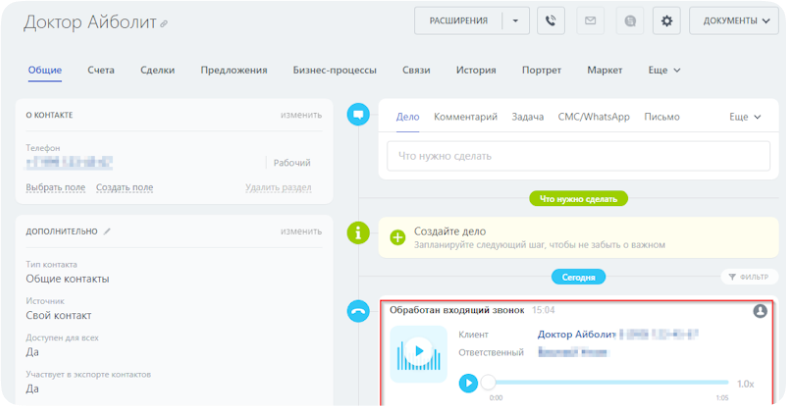 Доктор Айболит
РАСШИРЕНИЯ
ДОКУМЕНТЫ
Общие Счета Сделки Предложения Бизнес-процессы Связи История Портрет Маркет Еще
О КОНТАКТЕ изменить
Телефон
Рабочий
Выбрать поле Создать поле Удалить раздел
ДОПОЛНИТЕЛЬНО изменить
Тип контакта
Общие контакты
Источник
Свой контакт
Доступен для всех
Да
Участвует в экспорте контактов
Да
Дело Комментарий Задача СМС/WhatsApp Письмо Еще
Что нужно сделать
Что нужно сделать
Создайте дело
Запланируйте следующий шаг, чтобы не забыть о важном
Сегодня
ФИЛЬТР
Обработан входящий звонок 15:04
Клиент Доктор Айболит
Ответственный
1.0x
0:00 1:05